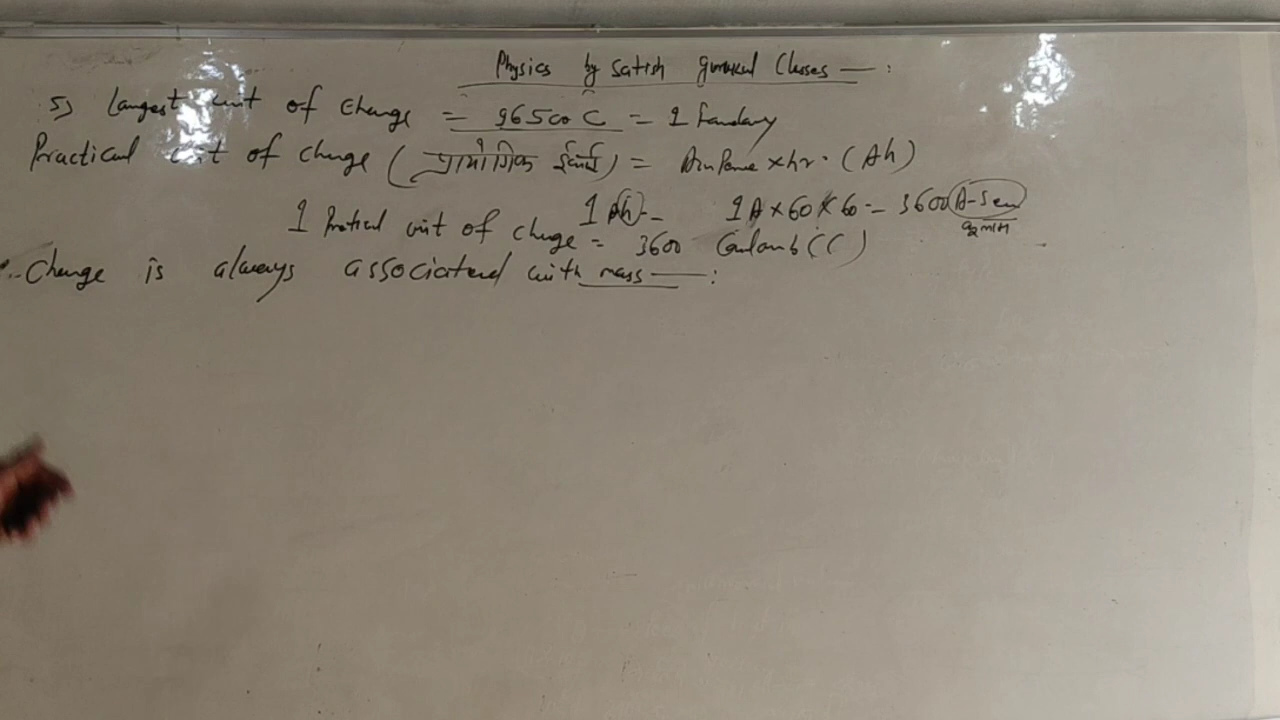 Physics by Satish gurukul Classes — :
5) Largest unit of charge = 96500 C = 1 Faraday
Practical unit of charge (प्रायोगिक इकाई) = Ampere × hr. (Ah)
1 Ah = 1A × 60 × 60 = 3600 A-Sec
1 Pratical unit of charge = 3600 Coulomb (C)
Charge is always associated with mass — :